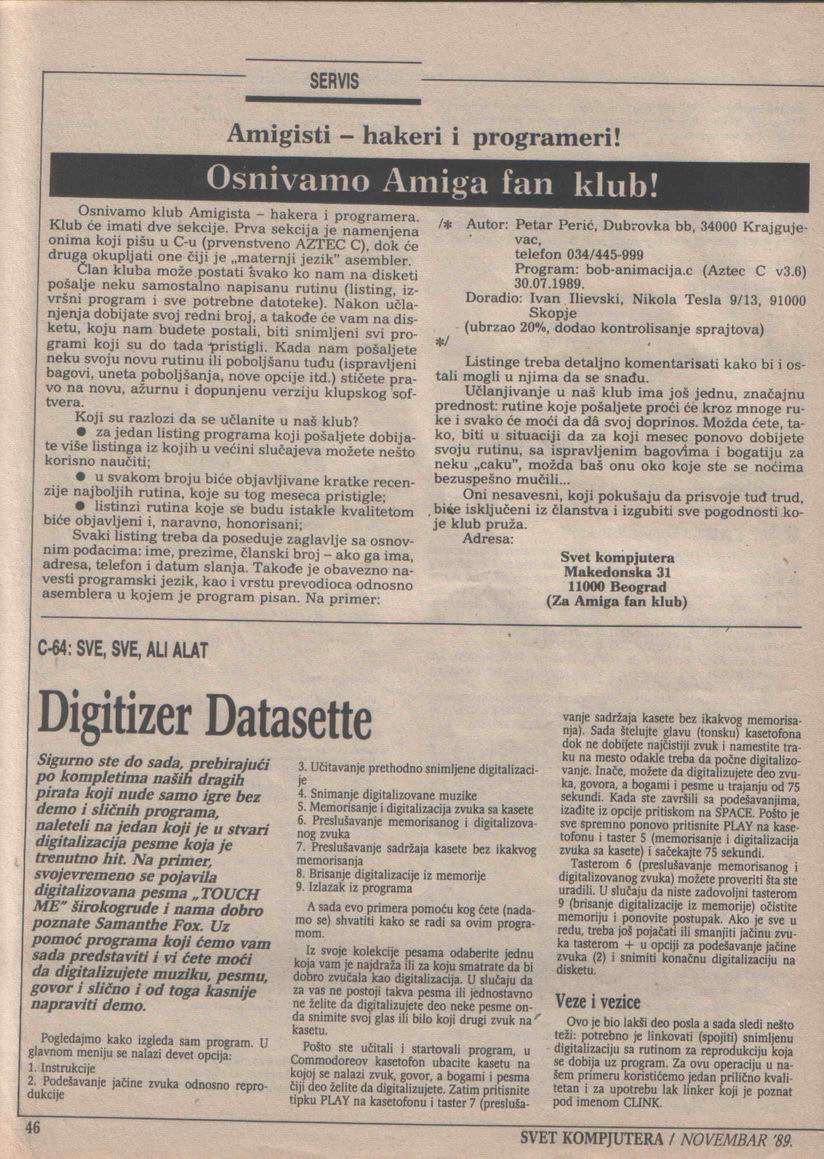 SERVIS
Amigisti – hakeri i programeri!
Osnivamo Amiga fan klub!
Osnivamo klub Amigista – hakera i programera.
Klub će imati dve sekcije. Prva sekcija je namenjena
onima koji pišu u C-u (prvenstveno AZTEC C), dok će
druga okupljati one čiji je „maternji jezik" asembler.
Član kluba može postati svako ko nam na disketi
pošalje neku samostalno napisanu rutinu (listing, iz-
vršni program i sve potrebne datoteke). Nakon učla-
njenja dobijate svoj redni broj, a takođe će vam na dis-
ketu, koju nam budete postali, biti snimljeni svi pro-
grami koji su do tada pristigli. Kada nam pošaljete
neku svoju novu rutinu ili poboljšanu tuđu (ispravljeni
bagovi, uneta poboljšanja, nove opcije itd.) stičete pra-
vo na novu, ažurnu i dopunjenu verziju klupskog sof-
tvera.
Koji su razlozi da se učlanite u naš klub?
● za jedan listing programa koji pošaljete dobija-
te više listinga iz kojih u većini slučajeva možete nešto
korisno naučiti;
● u svakom broju biće objavljivane kratke recen-
zije najboljih rutina, koje su tog meseca pristigle;
● listinzi rutina koje se budu istakle kvalitetom
biće objavljeni i, naravno, honorisani;
Svaki listing treba da poseduje zaglavlje sa osnov-
nim podacima: ime, prezime, članski broj – ako ga ima,
adresa, telefon i datum slanja. Takođe je obavezno na-
vesti programski jezik, kao i vrstu prevodioca odnosno
asemblera u kojem je program pisan. Na primer:
/* Autor: Petar Perić, Dubrovka bb, 34000 Krajguje-
vac,
telefon 034/445-999
Program: bob-animacija.c (Aztec C v3.6)
30.07.1989.
Doradio: Ivan Ilievski, Nikola Tesla 9/13, 91000
Skopje
(ubrzao 20%, dodao kontrolisanje sprajtova)
*/
Listinge treba detaljno komentarisati kako bi i os-
tali mogli u njima da se snađu.
Učlanjivanje u naš klub ima još jednu, značajnu
prednost: rutine koje pošaljete proći će kroz mnoge ru-
ke i svako će moći da dâ svoj doprinos. Možda ćete, ta-
ko, biti u situaciji da za koji mesec ponovo dobijete
svoju rutinu, sa ispravljenim bagovima i bogatiju za
neku „caku", možda baš onu oko koje ste se noćima
bezuspešno mučili...
Oni nesavesni, koji pokušaju da prisvoje tuđ trud,
biće isključeni iz članstva i izgubiti sve pogodnosti ko-
je klub pruža.
Adresa:
Svet kompjutera
Makedonska 31
11000 Beograd
(Za Amiga fan klub)
C-64: SVE, SVE, ALI ALAT
Digitizer Datasette
Sigurno ste do sada, prebirajući
po kompletima naših dragih
pirata koji nude samo igre bez
demo i sličnih programa,
naleteli na jedan koji je u stvari
digitalizacija pesme koja je
trenutno hit. Na primer,
svojevremeno se pojavila
digitalizovana pesma „TOUCH
ME" širokogrude i nama dobro
poznate Samanthe Fox. Uz
pomoć programa koji ćemo vam
sada predstaviti i vi ćete moći
da digitalizujete muziku, pesmu,
govor i slično i od toga kasnije
napraviti demo.
Pogledajmo kako izgleda sam program. U
glavnom meniju se nalazi devet opcija:
1. Instrukcije
2. Podešavanje jačine zvuka odnosno repro-
dukcije
3. Učitavanje prethodno snimljene digitalizaci-
je
4. Snimanje digitalizovane muzike
5. Memorisanje i digitalizacija zvuka sa kasete
6. Preslušavanje memorisanog i digitalizova-
nog zvuka
7. Preslušavanje sadržaja kasete bez ikakvog
memorisanja
8. Brisanje digitalizacije iz memorije
9. Izlazak iz programa
A sada evo primera pomoću kog ćete (nada-
mo se) shvatiti kako se radi sa ovim progra-
mom.
Iz svoje kolekcije pesama odaberite jednu
koja vam je najdraža ili za koju smatrate da bi
dobro zvučala kao digitalizacija. U slučaju da
za vas ne postoji takva pesma ili jednostavno
ne želite da digitalizujete deo neke pesme on-
da snimite svoj glas ili bilo koji drugi zvuk na
kasetu.
Pošto ste učitali i startovali program, u
Commodoreov kasetofon ubacite kasetu na
kojoj se nalazi zvuk, govor, a bogami i pesma
čiji deo želite da digitalizujete. Zatim pritisnite
tipku PLAY na kasetofonu i taster 7 (presluša-
vanje sadržaja kasete bez ikakvog memorisa-
nja). Sada štelujte glavu (tonsku) kasetofona
dok ne dobijete najčistiji zvuk i namestite tra-
ku na mesto odakle treba da počne digitalizo-
vanje. Inače, možete da digitalizujete deo zvu-
ka, govora, a bogami i pesme u trajanju od 75
sekundi. Kada ste završili sa podešavanjima,
izađite iz opcije pritiskom na SPACE. Pošto je
sve spremno ponovo pritisnite PLAY na kase-
tofonu i taster 5 (memorisanje i digitalizacija
zvuka sa kasete) i sačekajte 75 sekundi.
Tasterom 6 (preslušavanje memorisanog i
digitalizovanog zvuka) možete proveriti šta ste
uradili. U slučaju da niste zadovoljni tasterom
9 (brisanje digitalizacije iz memorije) očistite
memoriju i ponovite postupak. Ako je sve u
redu, treba još pojačati ili smanjiti jačinu zvu-
ka tasterom + u opciji za podešavanje jačine
zvuka (2) i snimiti konačnu digitalizaciju na
disketu.
Veze i vezice
Ovo je bio lakši deo posla a sada sledi nešto
teži: potrebno je linkovati (spojiti) snimljenu
digitalizaciju sa rutinom za reprodukciju koja
se dobija uz program. Za ovu operaciju u na-
šem primeru koristićemo jedan prilično kvali-
tetan i za upotrebu lak linker koji je poznat
pod imenom CLINK.
46
SVET KOMPJUTERA / NOVEMBAR '89.